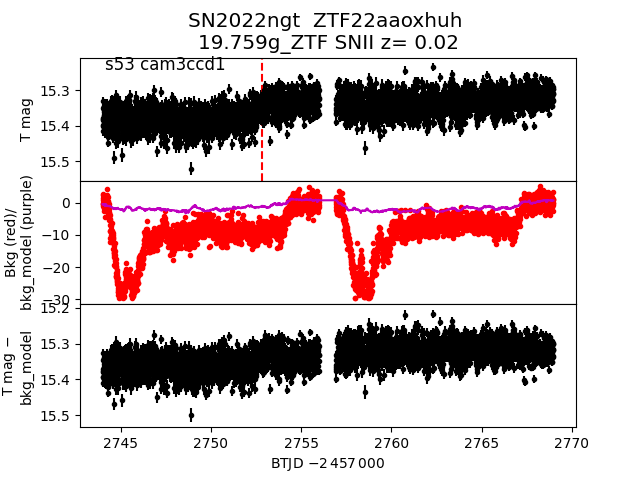 SN2022ngt  ZTF22aaoxhuh
19.759g_ZTF SNII z= 0.02
s53 cam3ccd1
T mag
15.3
15.4
15.5
Bkg (red)/
bkg_model (purple)
0
−10
−20
−30
T mag −
bkg_model
15.2
15.3
15.4
15.5
2745
2750
2755
2760
2765
2770
BTJD −2 457 000